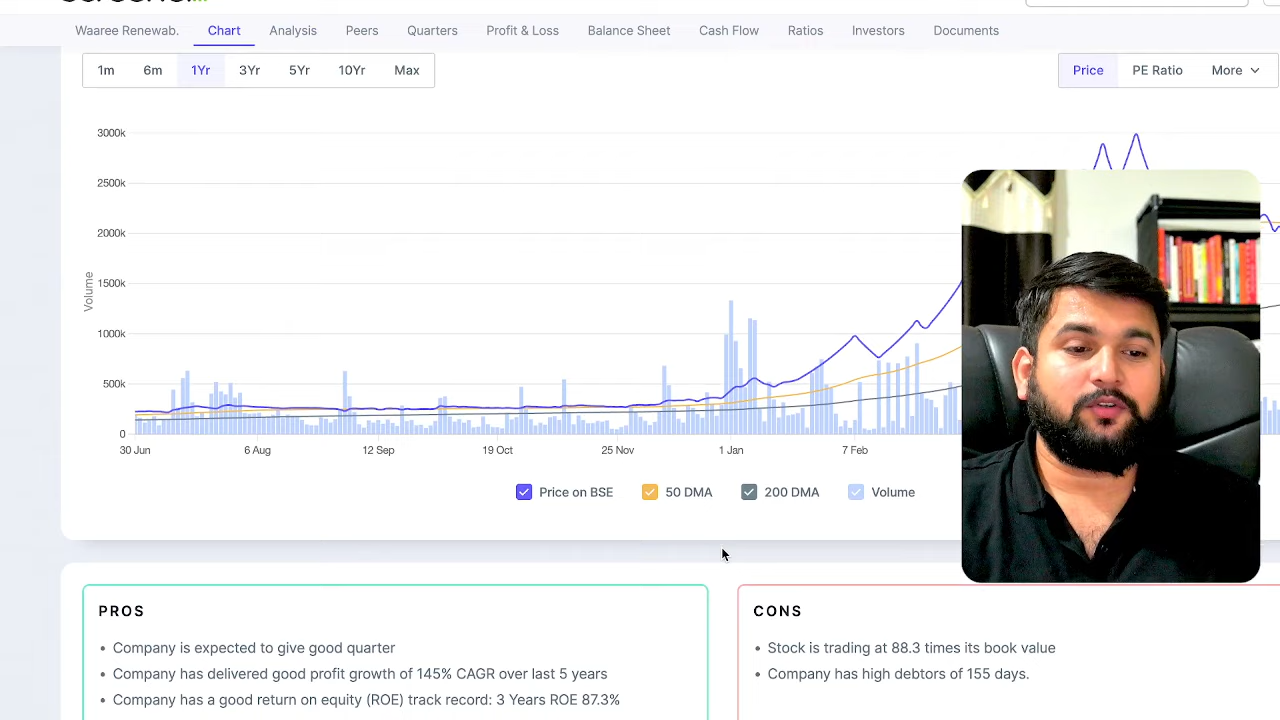 Waaree Renewab. Chart Analysis Peers Quarters Profit & Loss Balance Sheet Cash Flow Ratios Investors Documents
1m 6m 1Yr 3Yr 5Yr 10Yr Max Price PE Ratio More
3000k
2500k
2000k
1500k
1000k
500k
0
Volume
30 Jun 6 Aug 12 Sep 19 Oct 25 Nov 1 Jan 7 Feb
Price on BSE 50 DMA 200 DMA Volume
PROS
• Company is expected to give good quarter
• Company has delivered good profit growth of 145% CAGR over last 5 years
• Company has a good return on equity (ROE) track record: 3 Years ROE 87.3%
CONS
• Stock is trading at 88.3 times its book value
• Company has high debtors of 155 days.